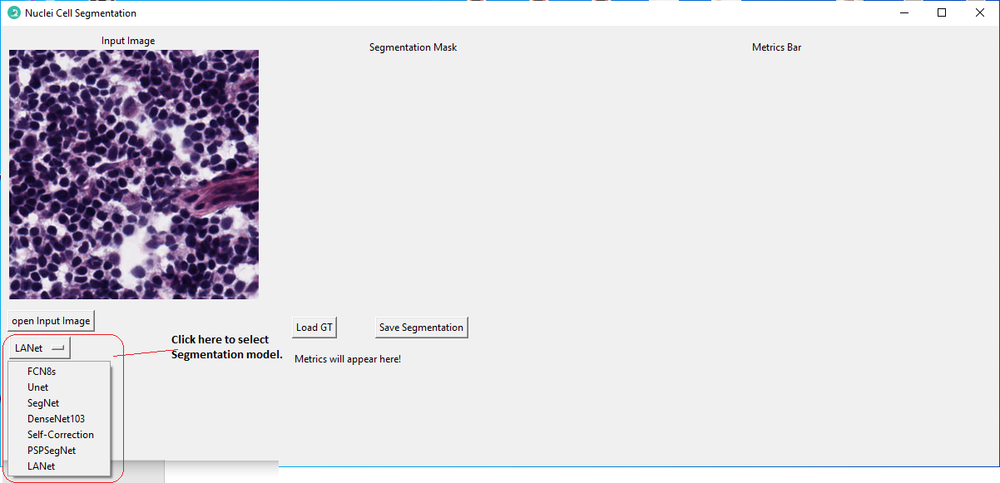 Nuclei Cell Segmentation
Input Image
Segmentation Mask
Metrics Bar
open Input Image
Load GT
Save Segmentation
LANet
Click here to select
Segmentation model.
Metrics will appear here!
FCN8s
Unet
SegNet
DenseNet103
Self-Correction
PSPSegNet
LANet